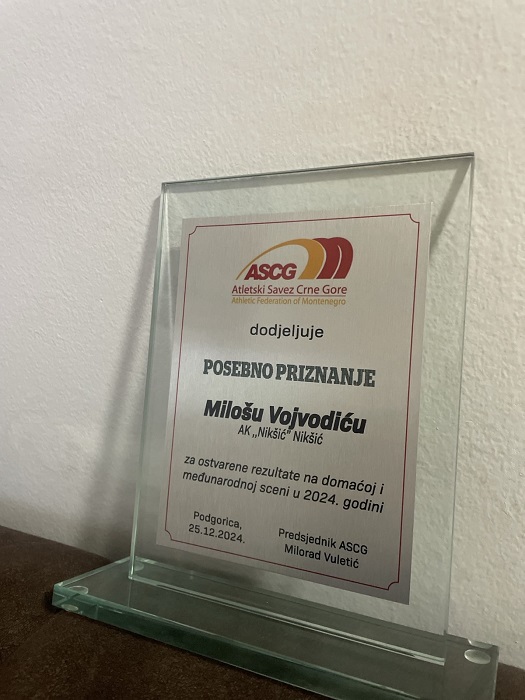 ASCG
Atletski Savez Crne Gore
Athletic Federation of Montenegro
dodjeljuje
POSEBNO PRIZNANJE
Milošu Vojvodiću
AK „Nikšić" Nikšić
za ostvarene rezultate na domaćoj i
međunarodnoj sceni u 2024. godini
Podgorica,
25.12.2024.
Predsjednik ASCG
Milorad Vuletić